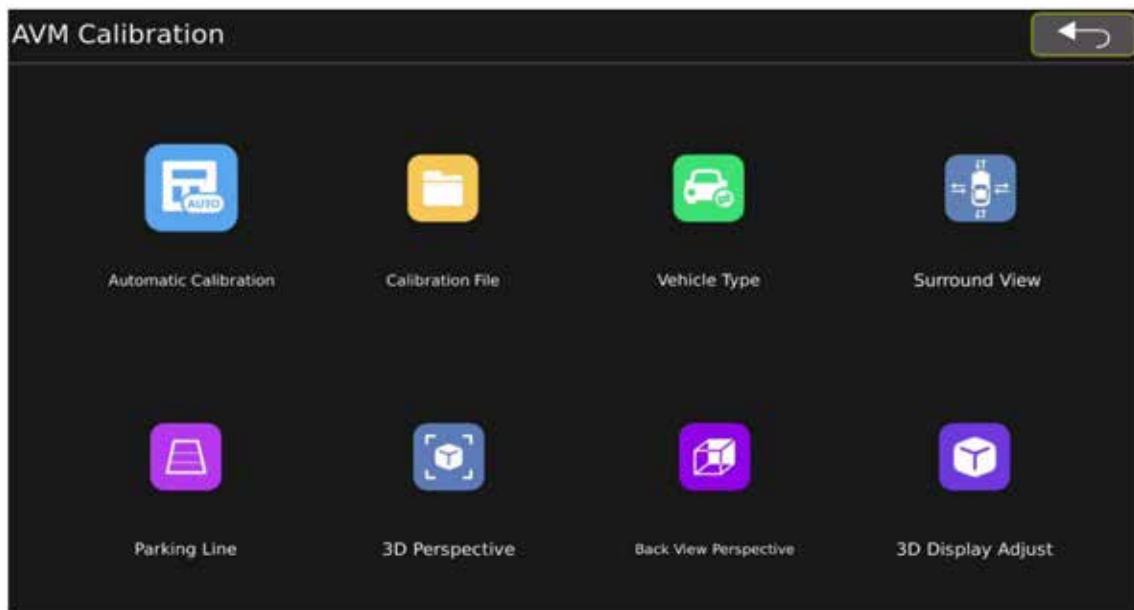 AVM Calibration
AUTO
Automatic Calibration
Calibration File
Vehicle Type
Surround View
Parking Line
3D Perspective
Back View Perspective
3D Display Adjust